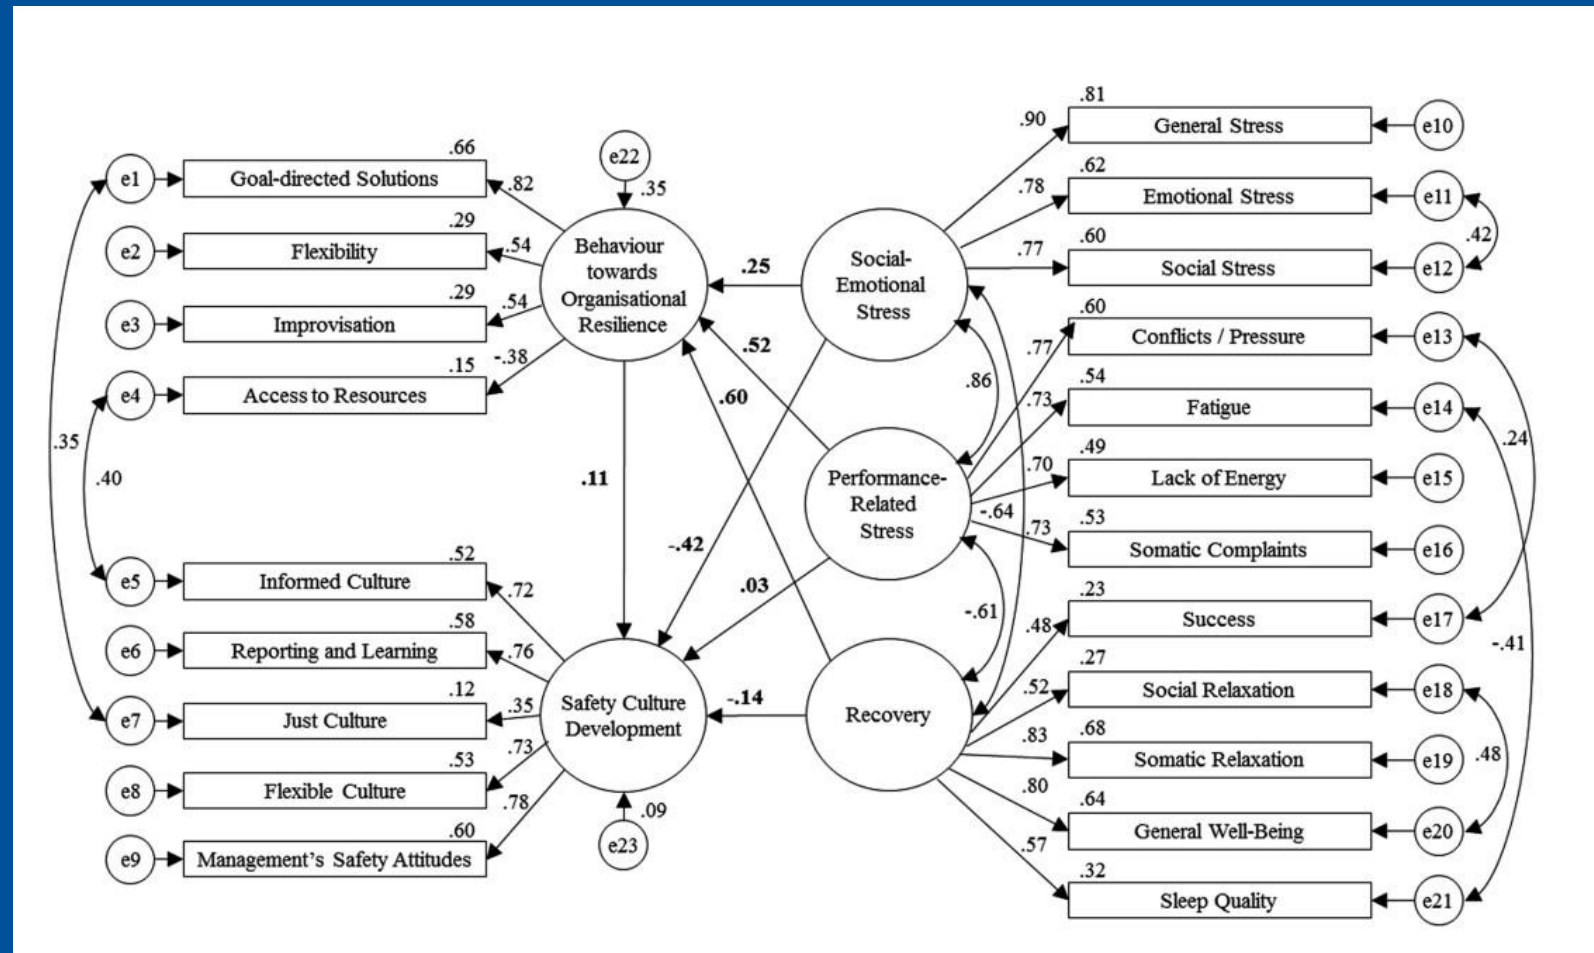 .81
.90
General Stress
e10
.66
e22
.62
e1
Goal-directed Solutions
.82
.35
.78
Emotional Stress
e11
.29
.42
e2
Flexibility
.54
Behaviour
towards
Organisational
Resilience
.25
Social-
Emotional
Stress
.77
.60
Social Stress
e12
.29
e3
Improvisation
.54
.60
.77
Conflicts / Pressure
e13
.15
-.38
.52
.86
.54
e4
Access to Resources
.60
.73
Fatigue
e14
.35
.24
.40
.11
Performance-
Related
Stress
.70
.49
Lack of Energy
e15
-.64
.53
.73
Somatic Complaints
e16
-.42
.52
e5
Informed Culture
.72
.03
-.61
.23
.48
Success
e17
.58
e6
Reporting and Learning
.76
-.41
.12
.27
e7
Just Culture
.35
Safety Culture
Development
-.14
Recovery
.52
Social Relaxation
e18
.53
.73
.68
.83
Somatic Relaxation
e19
.48
e8
Flexible Culture
.78
.80
.64
General Well-Being
e20
.60
.09
e9
Management's Safety Attitudes
e23
.57
.32
Sleep Quality
e21